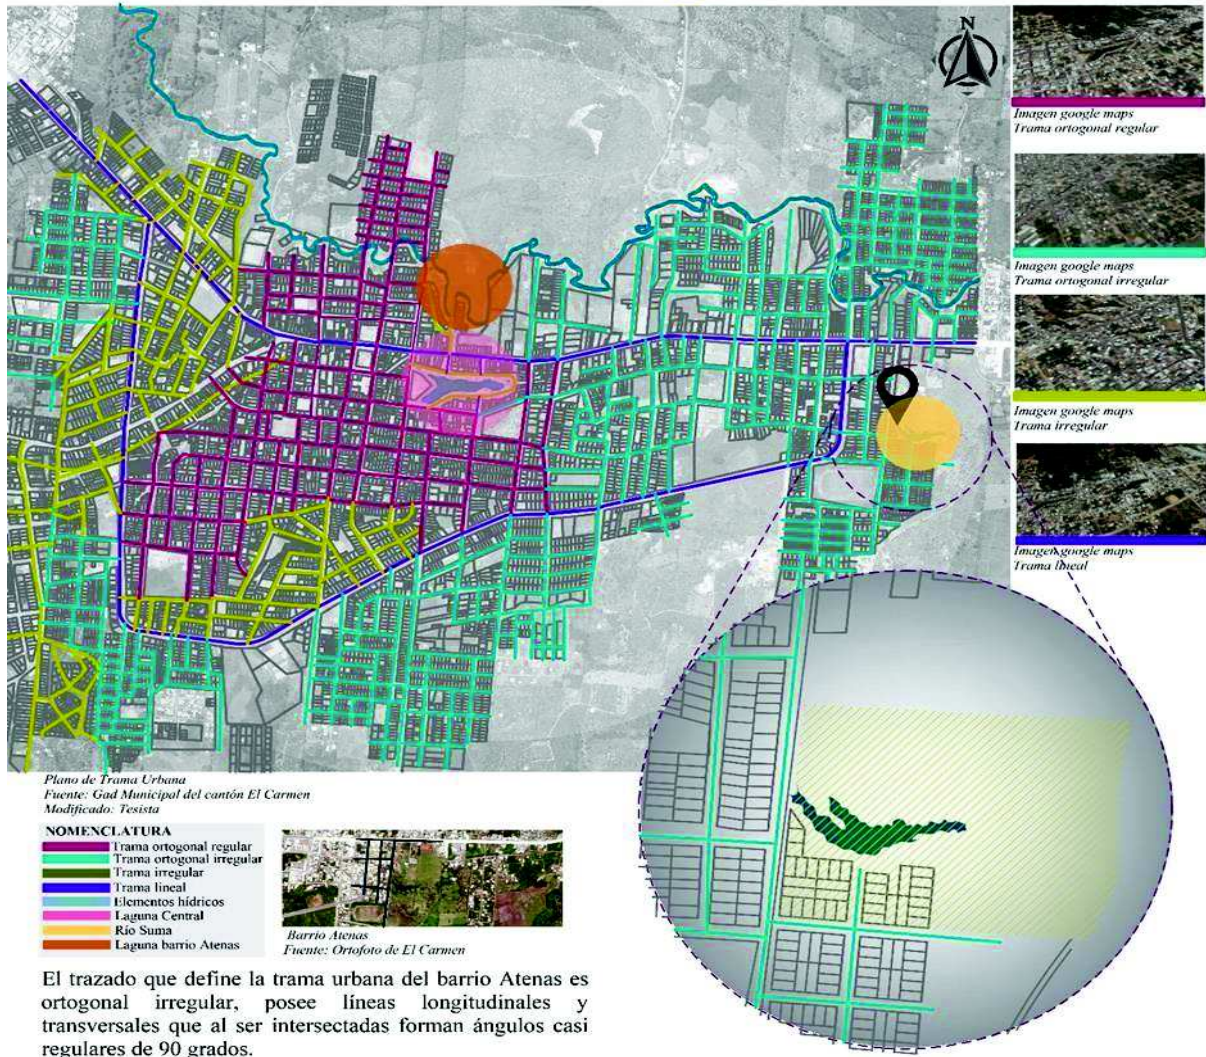 N
Imagen google maps
Trama ortogonal regular
Imagen google maps
Trama ortogonal irregular
Imagen google maps
Trama irregular
Imagen google maps
Trama lineal
Plano de Trama Urbana
Fuente: Gad Municipal del cantón El Carmen
Modificado: Tesista
NOMENCLATURA
Trama ortogonal regular
Trama ortogonal irregular
Trama irregular
Trama lineal
Elementos hídricos
Laguna Central
Río Suma
Laguna barrio Atenas
Barrio Atenas
Fuente: Ortofoto de El Carmen
El trazado que define la trama urbana del barrio Atenas es
ortogonal irregular, posee líneas longitudinales y
transversales que al ser intersectadas forman ángulos casi
regulares de 90 grados.